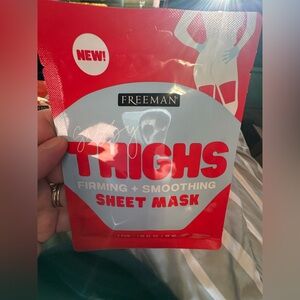 NEW!
FREEMAN
THIGHS
FIRMING + SMOOTHING
SHEET MASK